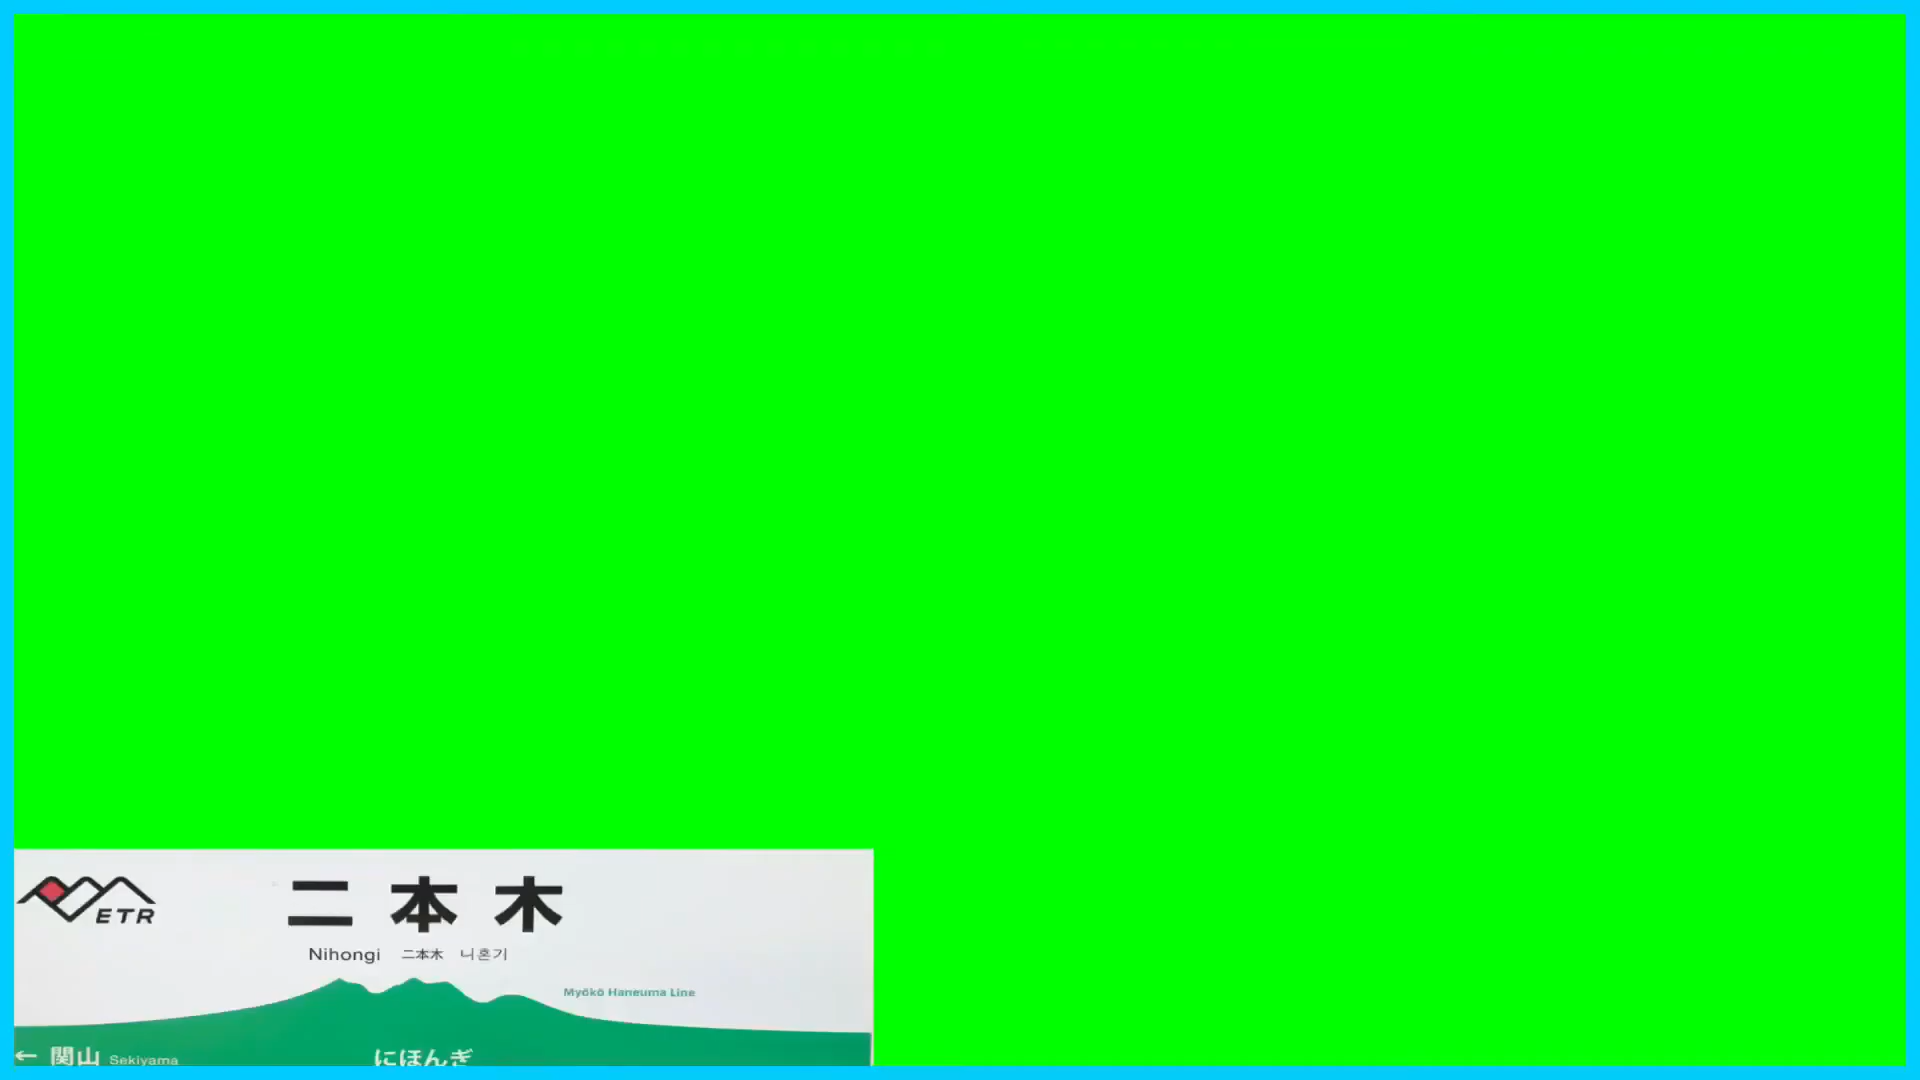 ETR
二本木
Nihongi 二本木 니혼기
Myōkō Haneuma Line
← 関山 Sekiyama にほんぎ